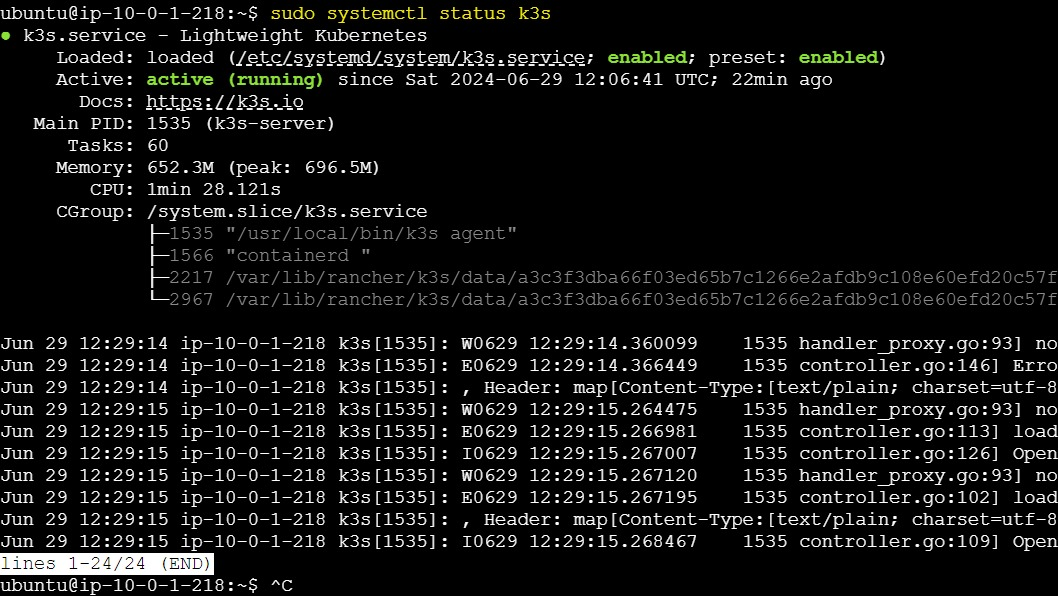 ubuntu@ip-10-0-1-218:~$ sudo systemctl status k3s
● k3s.service - Lightweight Kubernetes
     Loaded: loaded (/etc/systemd/system/k3s.service; enabled; preset: enabled)
     Active: active (running) since Sat 2024-06-29 12:06:41 UTC; 22min ago
       Docs: https://k3s.io
   Main PID: 1535 (k3s-server)
      Tasks: 60
     Memory: 652.3M (peak: 696.5M)
        CPU: 1min 28.121s
     CGroup: /system.slice/k3s.service
             ├─1535 "/usr/local/bin/k3s agent"
             ├─1566 "containerd "
             ├─2217 /var/lib/rancher/k3s/data/a3c3f3dba66f03ed65b7c1266e2afdb9c108e60efd20c57f
             └─2967 /var/lib/rancher/k3s/data/a3c3f3dba66f03ed65b7c1266e2afdb9c108e60efd20c57f
Jun 29 12:29:14 ip-10-0-1-218 k3s[1535]: W0629 12:29:14.360099    1535 handler_proxy.go:93] no
Jun 29 12:29:14 ip-10-0-1-218 k3s[1535]: E0629 12:29:14.366449    1535 controller.go:146] Erro
Jun 29 12:29:14 ip-10-0-1-218 k3s[1535]: , Header: map[Content-Type:[text/plain; charset=utf-8
Jun 29 12:29:15 ip-10-0-1-218 k3s[1535]: W0629 12:29:15.264475    1535 handler_proxy.go:93] no
Jun 29 12:29:15 ip-10-0-1-218 k3s[1535]: E0629 12:29:15.266981    1535 controller.go:113] load
Jun 29 12:29:15 ip-10-0-1-218 k3s[1535]: I0629 12:29:15.267007    1535 controller.go:126] Open
Jun 29 12:29:15 ip-10-0-1-218 k3s[1535]: W0629 12:29:15.267120    1535 handler_proxy.go:93] no
Jun 29 12:29:15 ip-10-0-1-218 k3s[1535]: E0629 12:29:15.267195    1535 controller.go:102] load
Jun 29 12:29:15 ip-10-0-1-218 k3s[1535]: , Header: map[Content-Type:[text/plain; charset=utf-8
Jun 29 12:29:15 ip-10-0-1-218 k3s[1535]: I0629 12:29:15.268467    1535 controller.go:109] Open
lines 1-24/24 (END)
ubuntu@ip-10-0-1-218:~$ ^C